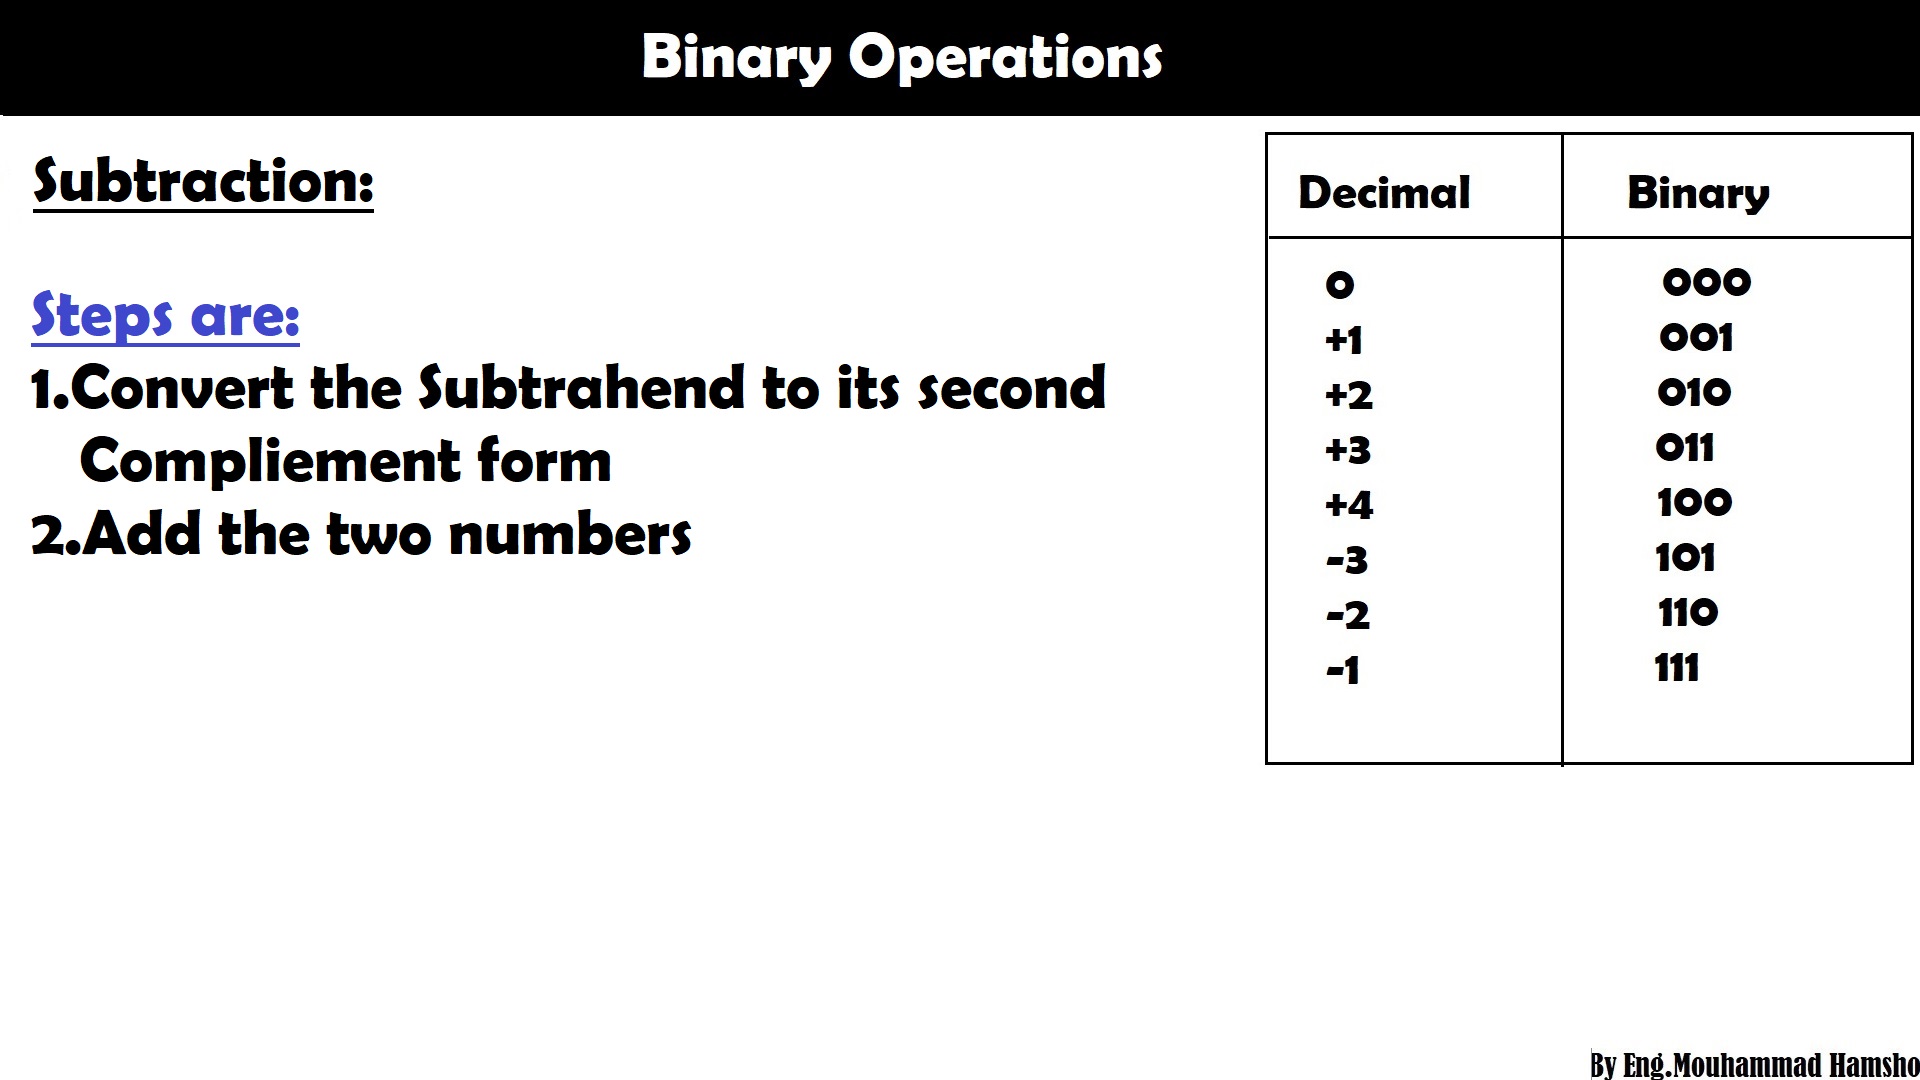 Binary Operations
Subtraction:
Steps are:
1.Convert the Subtrahend to its second
Compliement form
2.Add the two numbers
Decimal Binary
0 000
+1 001
+2 010
+3 011
+4 100
-3 101
-2 110
-1 111
By Eng.Mouhammad Hamsho